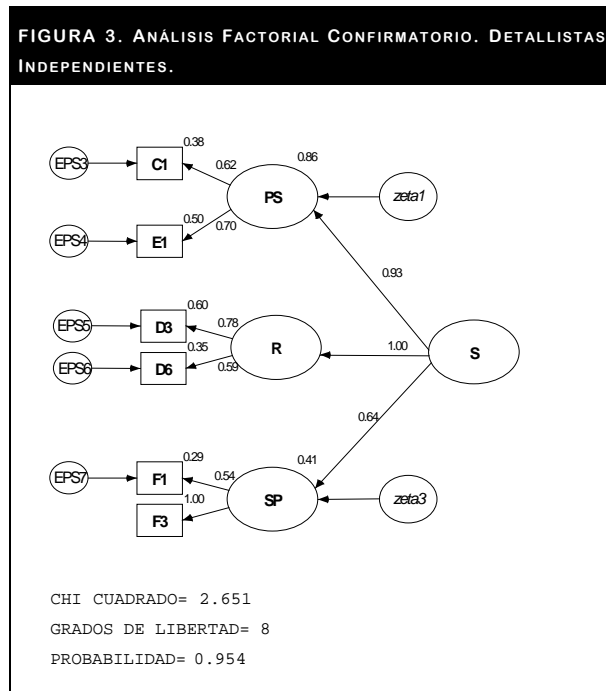 FIGURA 3. ANÁLISIS FACTORIAL CONFIRMATORIO. DETALLISTAS
INDEPENDIENTES.
0.38
EPS3 C1 0.62 0.86
PS zeta1
0.50
EPS4 E1 0.70
0.93
0.60
EPS5 D3 0.78
R 1.00 S
0.35
EPS6 D6 0.59
0.64
0.29 0.41
EPS7 F1 0.54
SP zeta3
1.00
F3
CHI CUADRADO= 2.651
GRADOS DE LIBERTAD= 8
PROBABILIDAD= 0.954